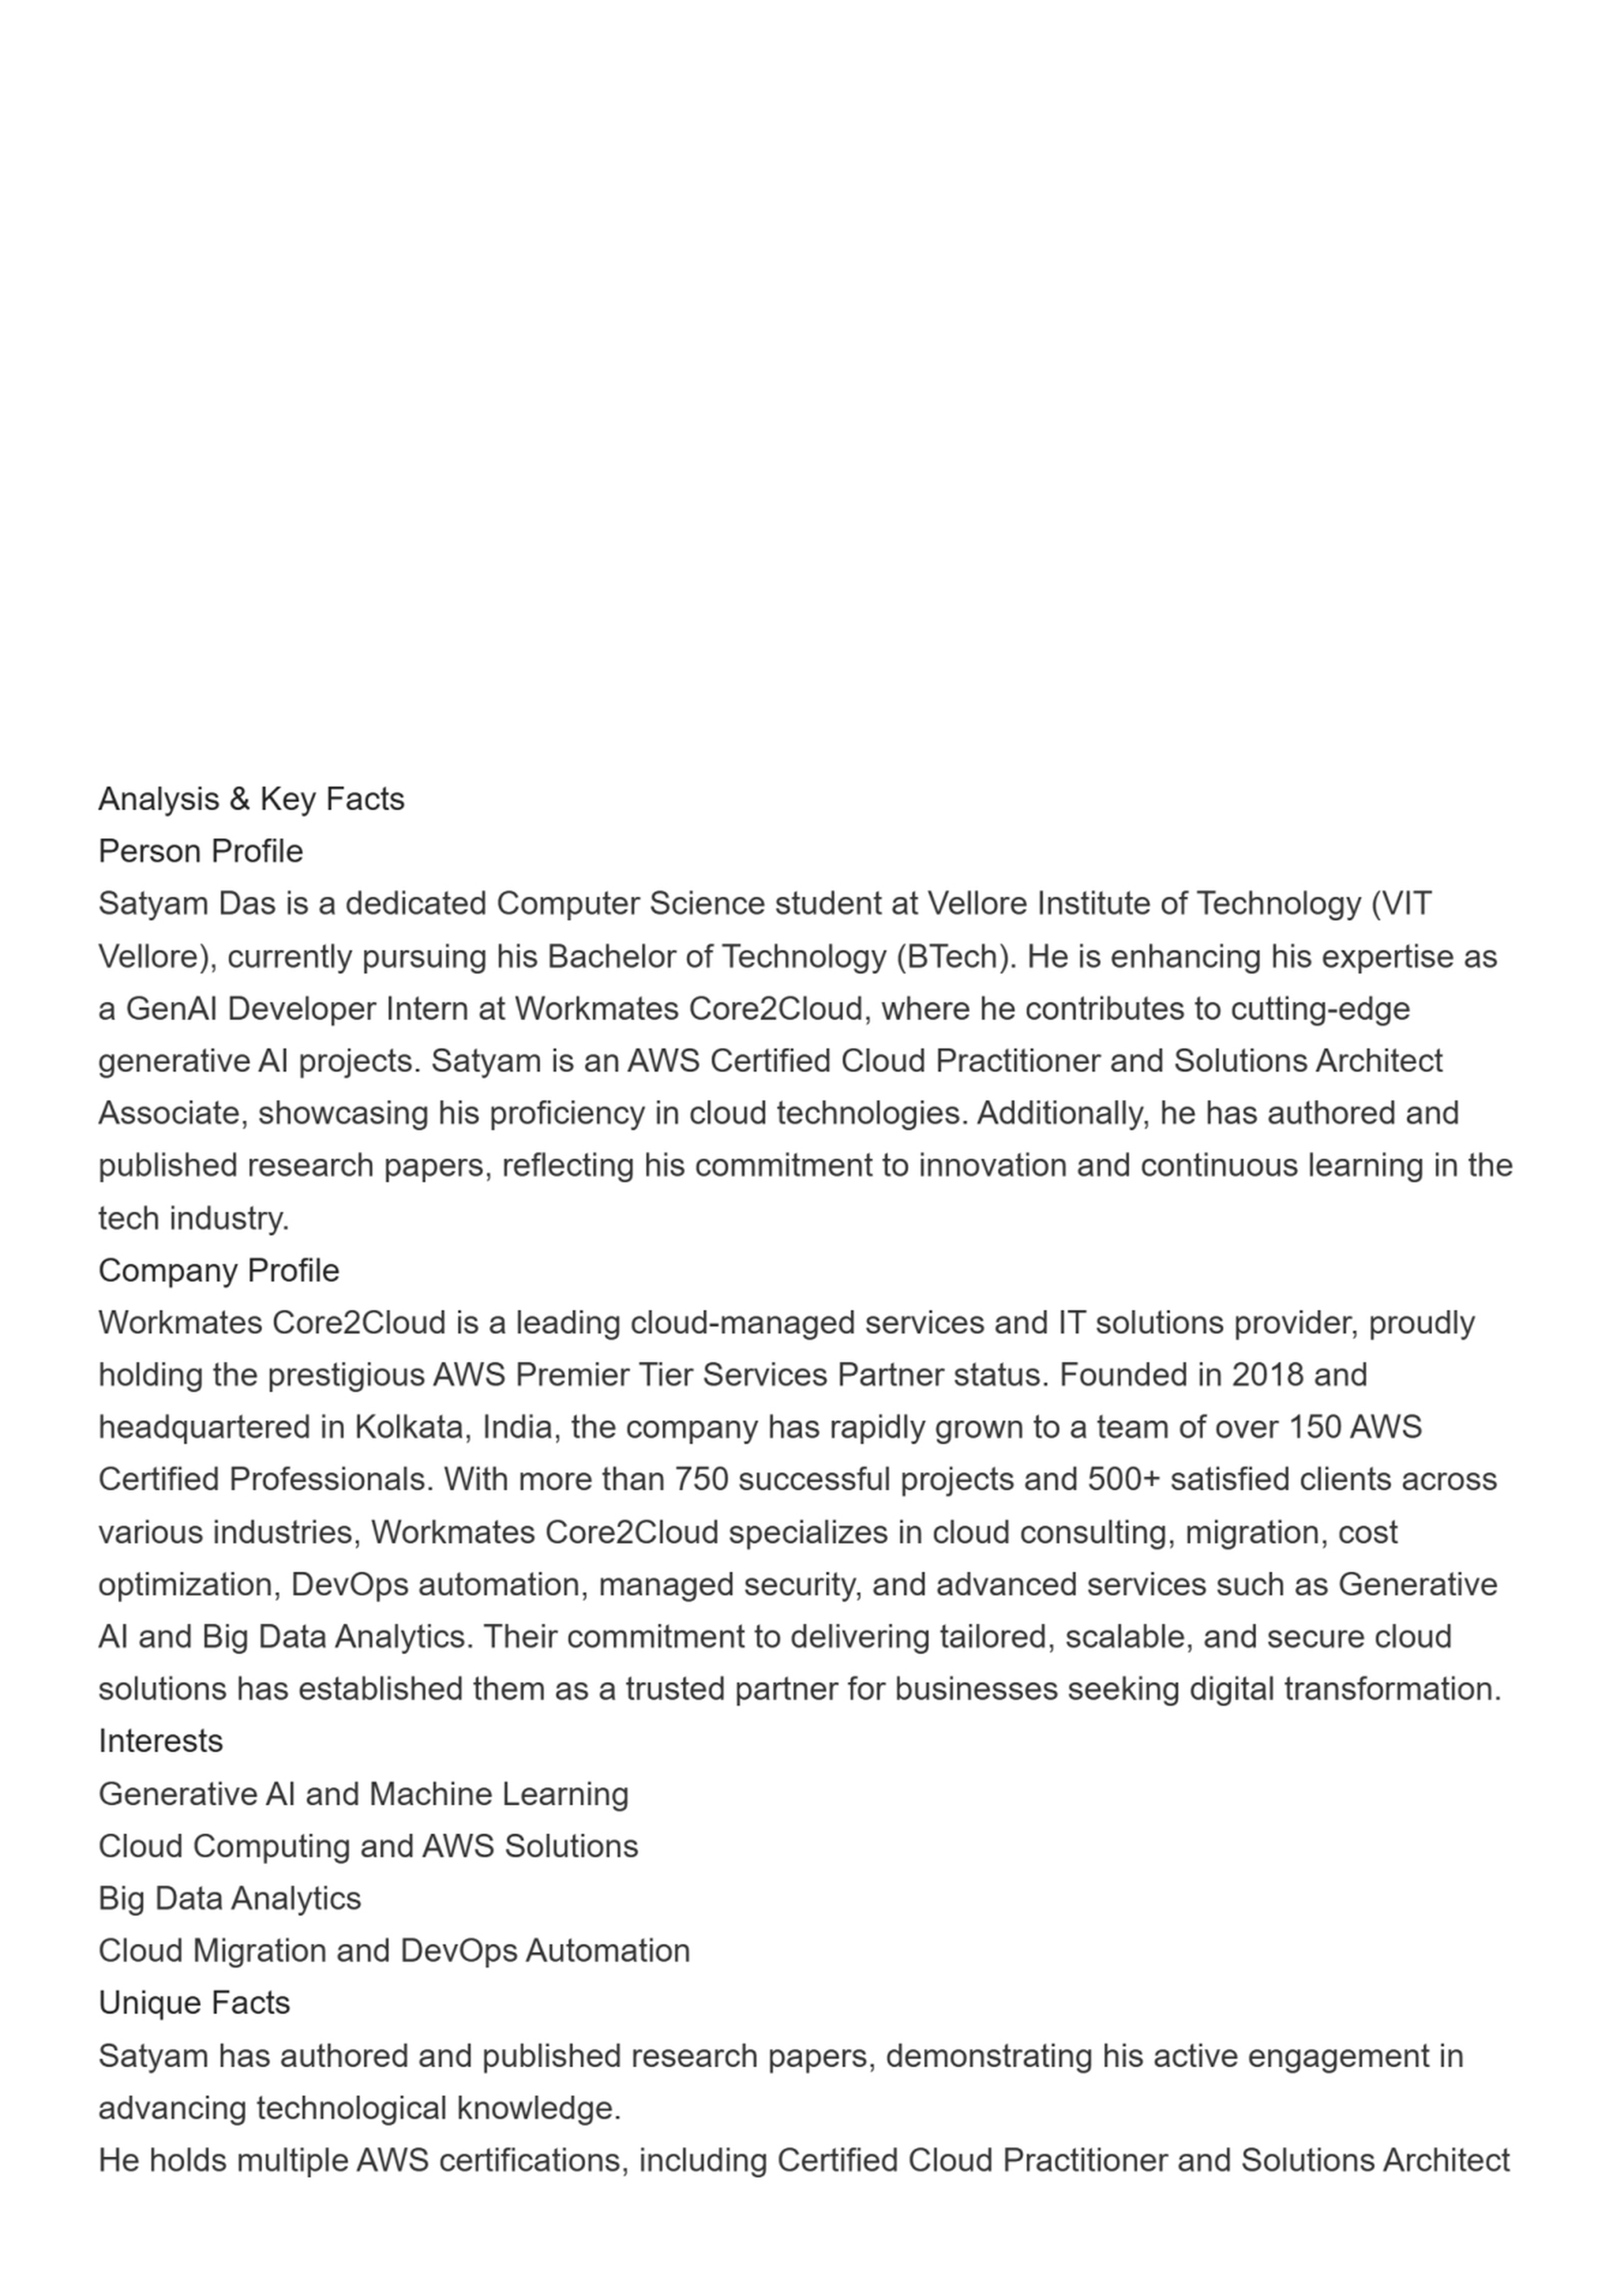 Analysis & Key Facts
Person Profile
Satyam Das is a dedicated Computer Science student at Vellore Institute of Technology (VIT
Vellore), currently pursuing his Bachelor of Technology (BTech). He is enhancing his expertise as
a GenAI Developer Intern at Workmates Core2Cloud, where he contributes to cutting-edge
generative AI projects. Satyam is an AWS Certified Cloud Practitioner and Solutions Architect
Associate, showcasing his proficiency in cloud technologies. Additionally, he has authored and
published research papers, reflecting his commitment to innovation and continuous learning in the
tech industry.
Company Profile
Workmates Core2Cloud is a leading cloud-managed services and IT solutions provider, proudly
holding the prestigious AWS Premier Tier Services Partner status. Founded in 2018 and
headquartered in Kolkata, India, the company has rapidly grown to a team of over 150 AWS
Certified Professionals. With more than 750 successful projects and 500+ satisfied clients across
various industries, Workmates Core2Cloud specializes in cloud consulting, migration, cost
optimization, DevOps automation, managed security, and advanced services such as Generative
AI and Big Data Analytics. Their commitment to delivering tailored, scalable, and secure cloud
solutions has established them as a trusted partner for businesses seeking digital transformation.
Interests
Generative AI and Machine Learning
Cloud Computing and AWS Solutions
Big Data Analytics
Cloud Migration and DevOps Automation
Unique Facts
Satyam has authored and published research papers, demonstrating his active engagement in
advancing technological knowledge.
He holds multiple AWS certifications, including Certified Cloud Practitioner and Solutions Architect